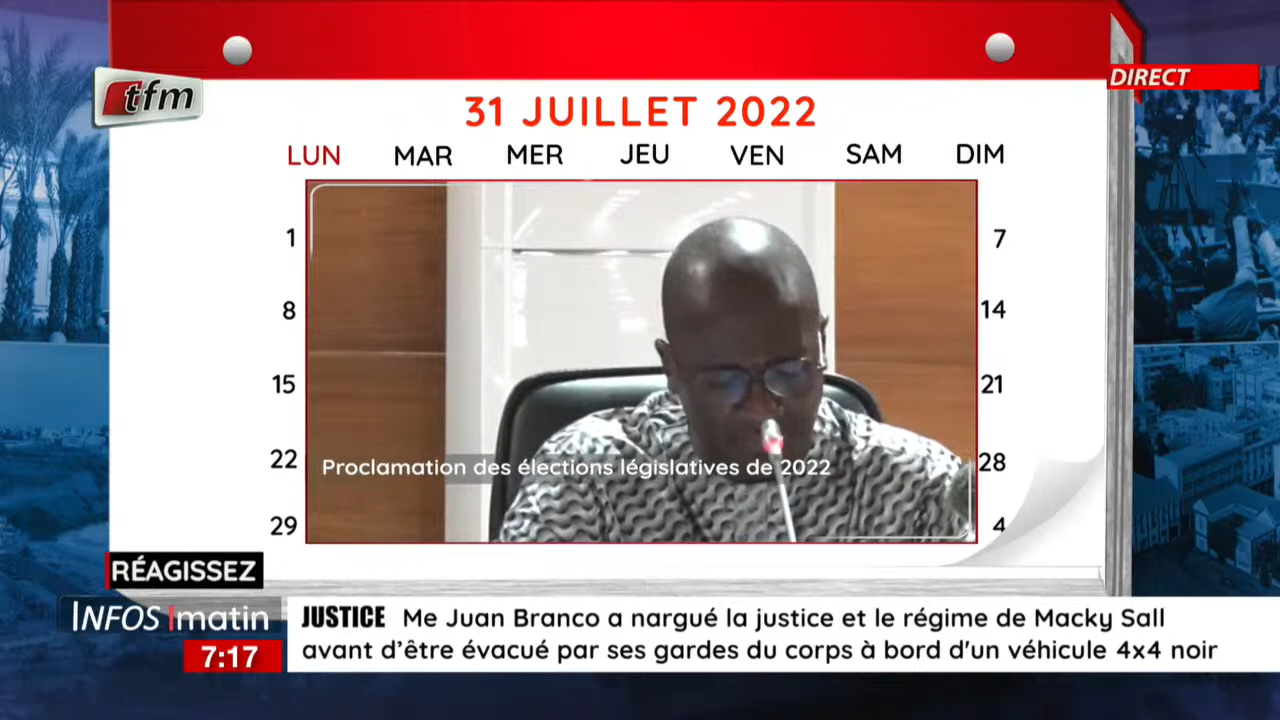 tfm
DIRECT
31 JUILLET 2022
LUN MAR MER JEU VEN SAM DIM
1 7
8 14
15 21
22 28
29 4
Proclamation des élections législatives de 2022
RÉAGISSEZ
INFOS matin
7:17
JUSTICE Me Juan Branco a nargué la justice et le régime de Macky Sall
avant d'être évacué par ses gardes du corps à bord d'un véhicule 4x4 noir